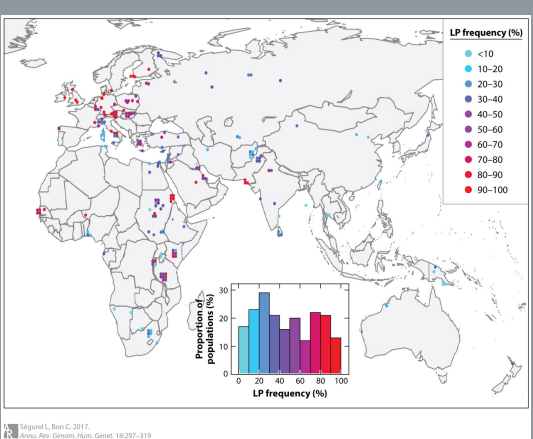 LP frequency (%)
<10
10–20
20–30
30–40
40–50
50–60
60–70
70–80
80–90
90–100
Proportion of
populations (%)
30
20
10
0
0 20 40 60 80 100
LP frequency (%)
AR Ségurel L, Bon C. 2017.
Annu. Rev. Genom. Hum. Genet. 18:297–319